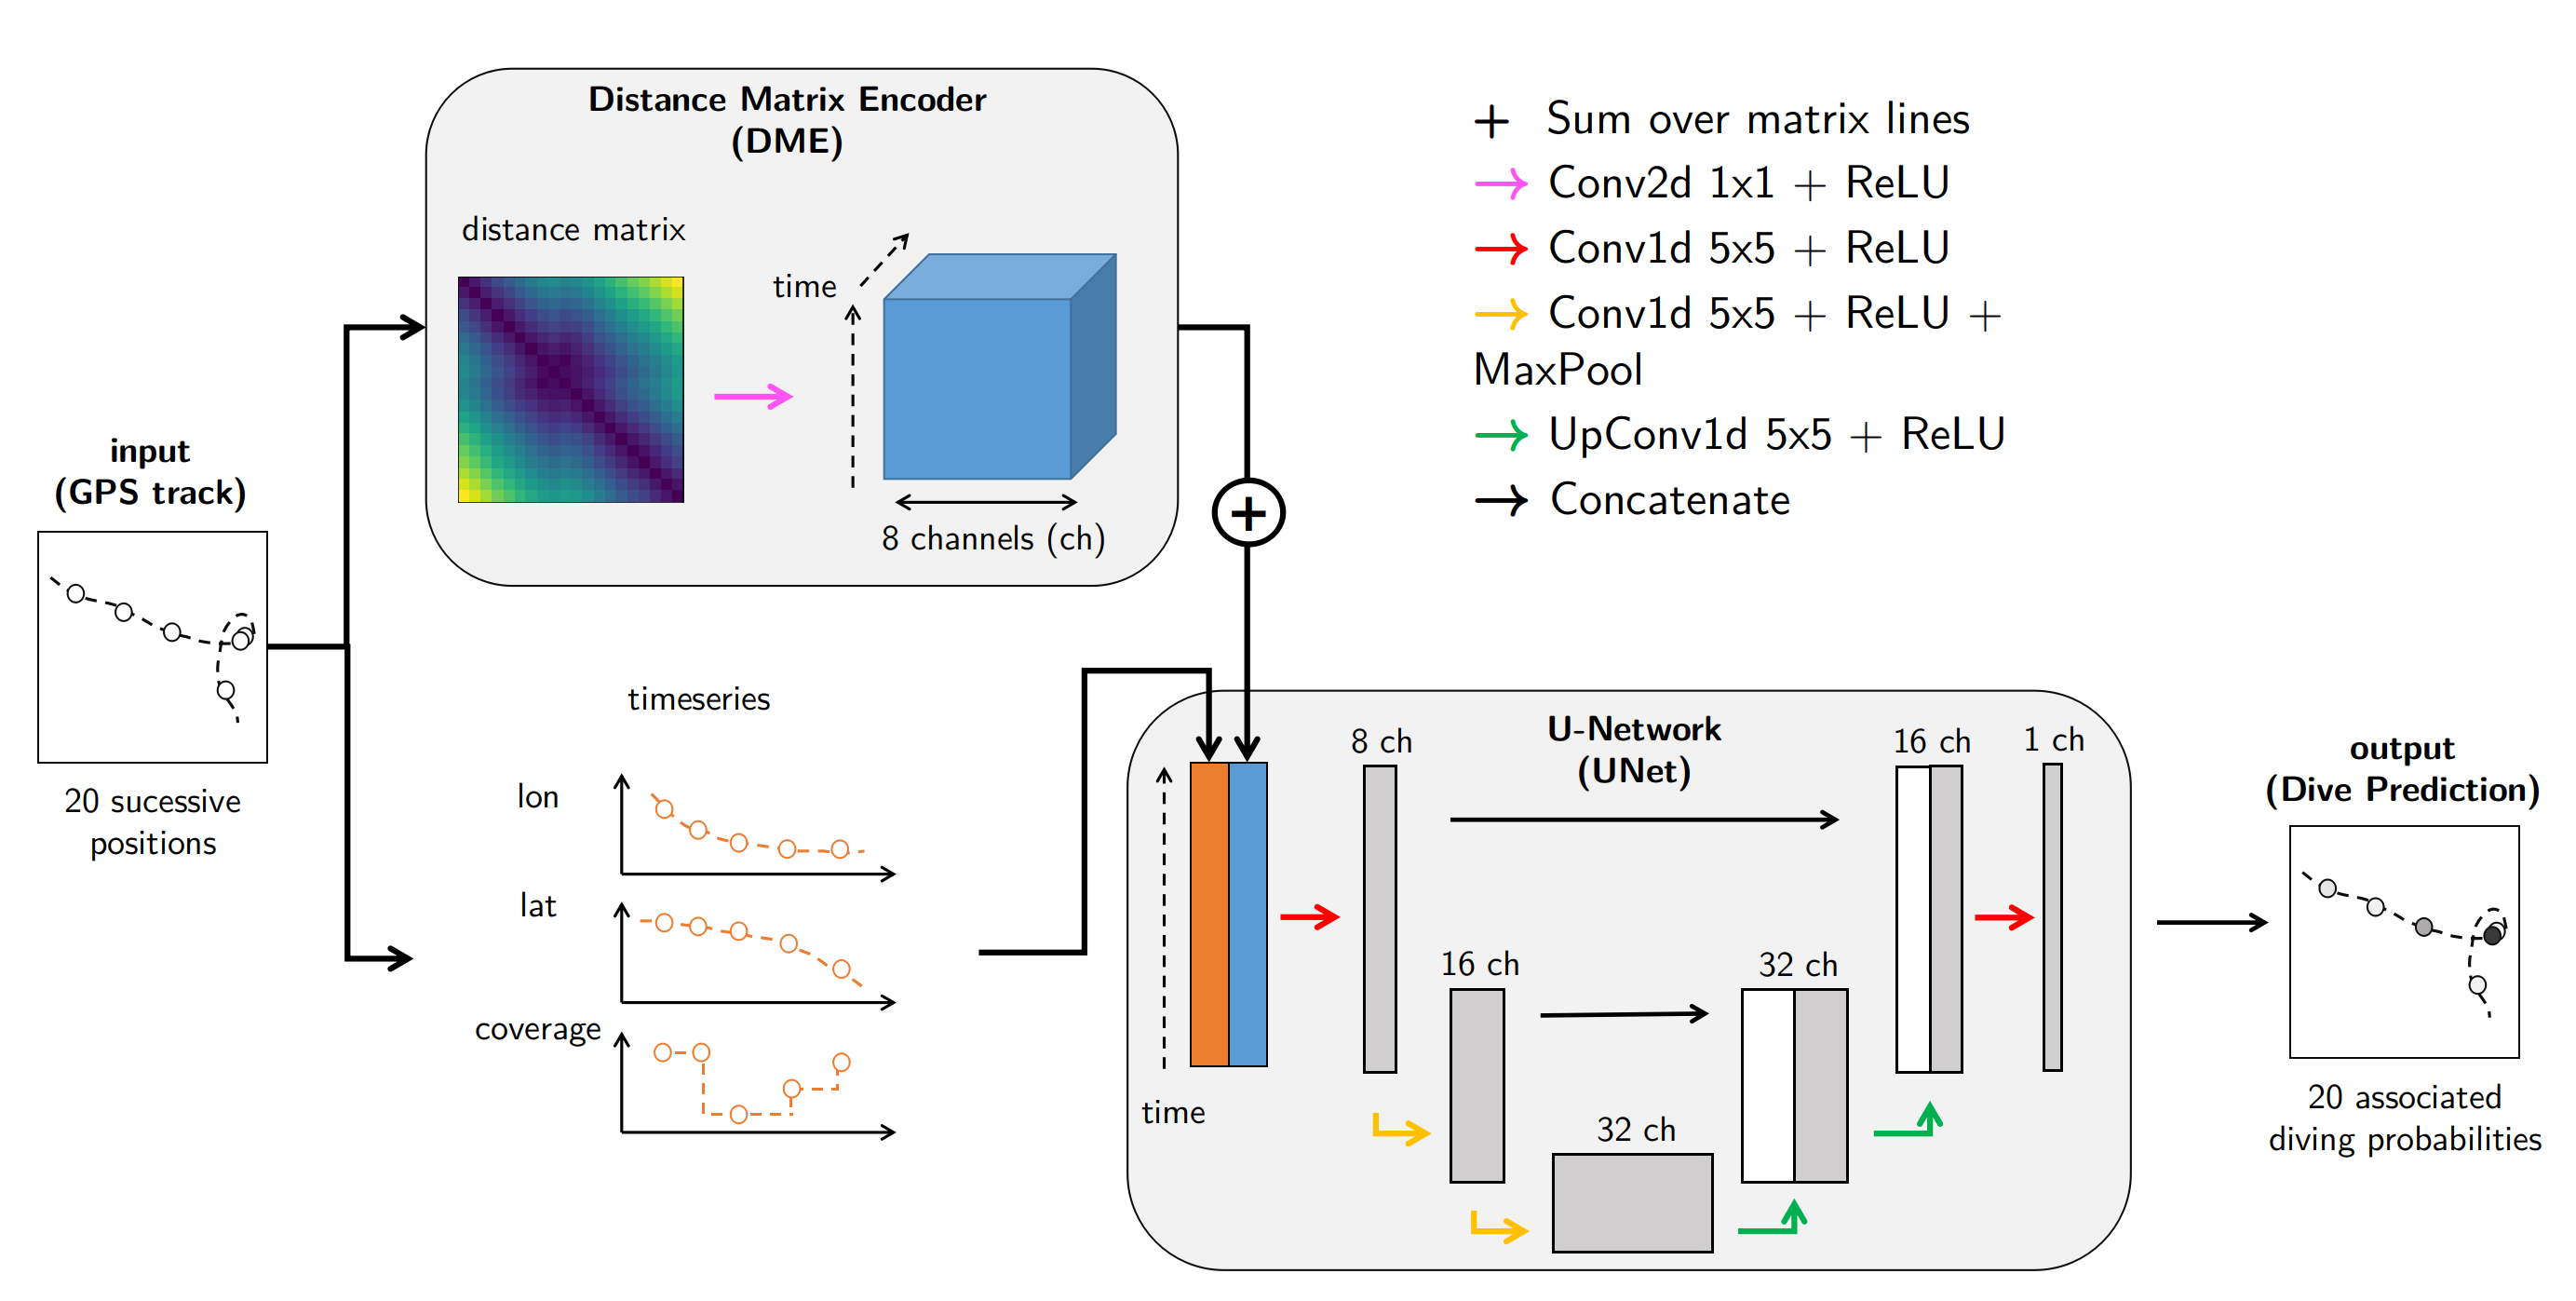 Distance Matrix Encoder
(DME)
distance matrix
time
8 channels (ch)
+ Sum over matrix lines
Conv2d 1x1 + ReLU
Conv1d 5x5 + ReLU
Conv1d 5x5 + ReLU +
MaxPool
UpConv1d 5x5 + ReLU
Concatenate
input
(GPS track)
20 sucessive
positions
+
timeseries
lon
lat
coverage
U-Network
(UNet)
8 ch
16 ch
1 ch
16 ch
32 ch
32 ch
time
output
(Dive Prediction)
20 associated
diving probabilities